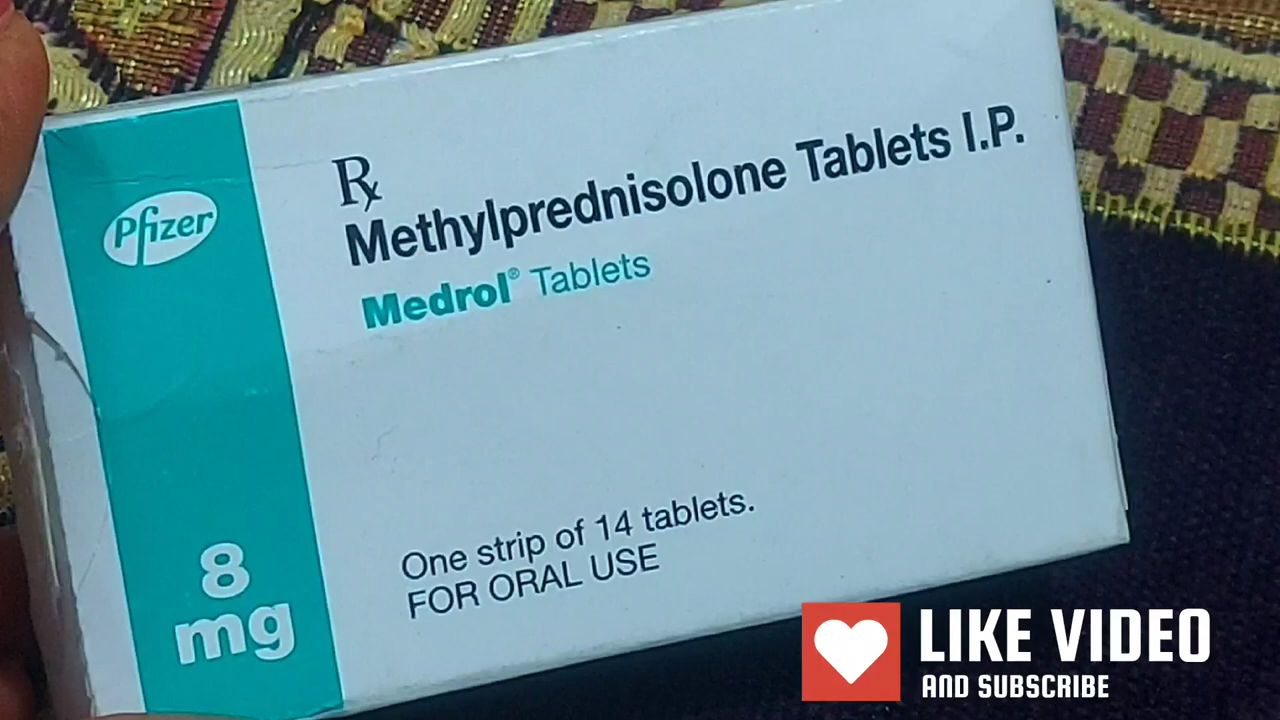 Pfizer
Rx
Methylprednisolone Tablets I.P.
Medrol® Tablets
One strip of 14 tablets.
FOR ORAL USE
8
mg
LIKE VIDEO
AND SUBSCRIBE